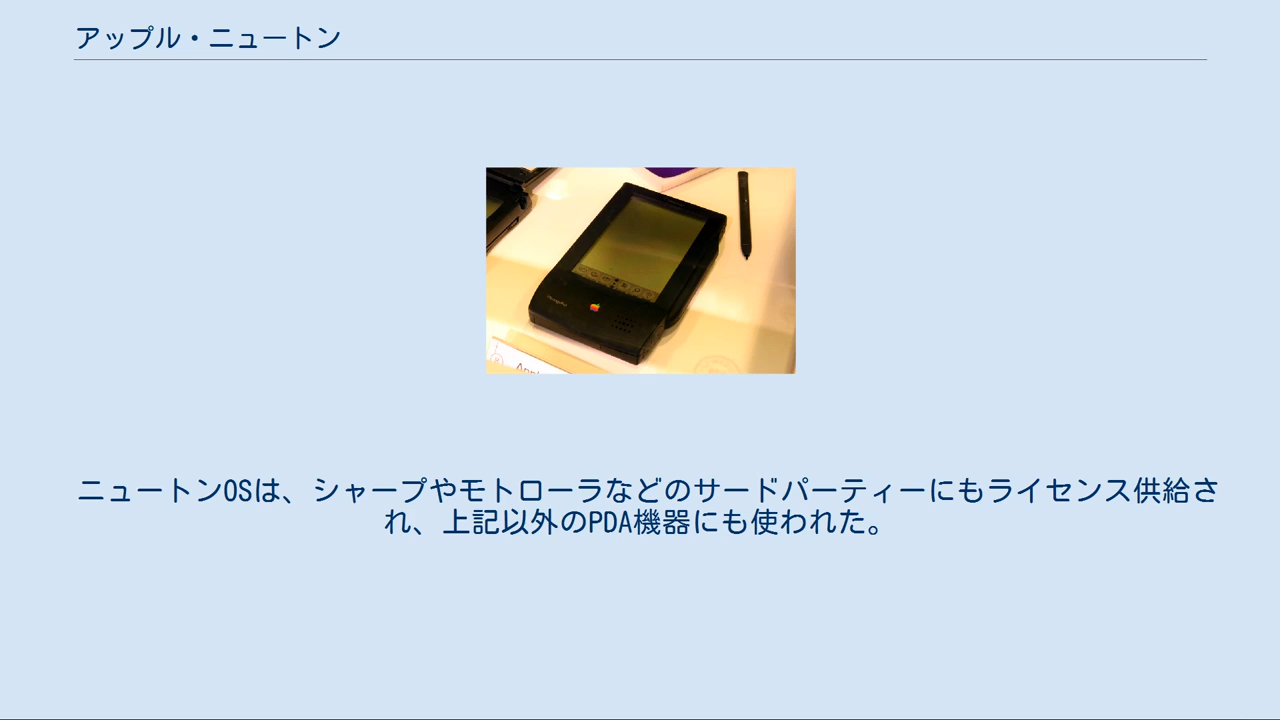 アップル・ニュートン
ニュートンOSは、シャープやモトローラなどのサードパーティーにもライセンス供給さ
れ、上記以外のPDA機器にも使われた。